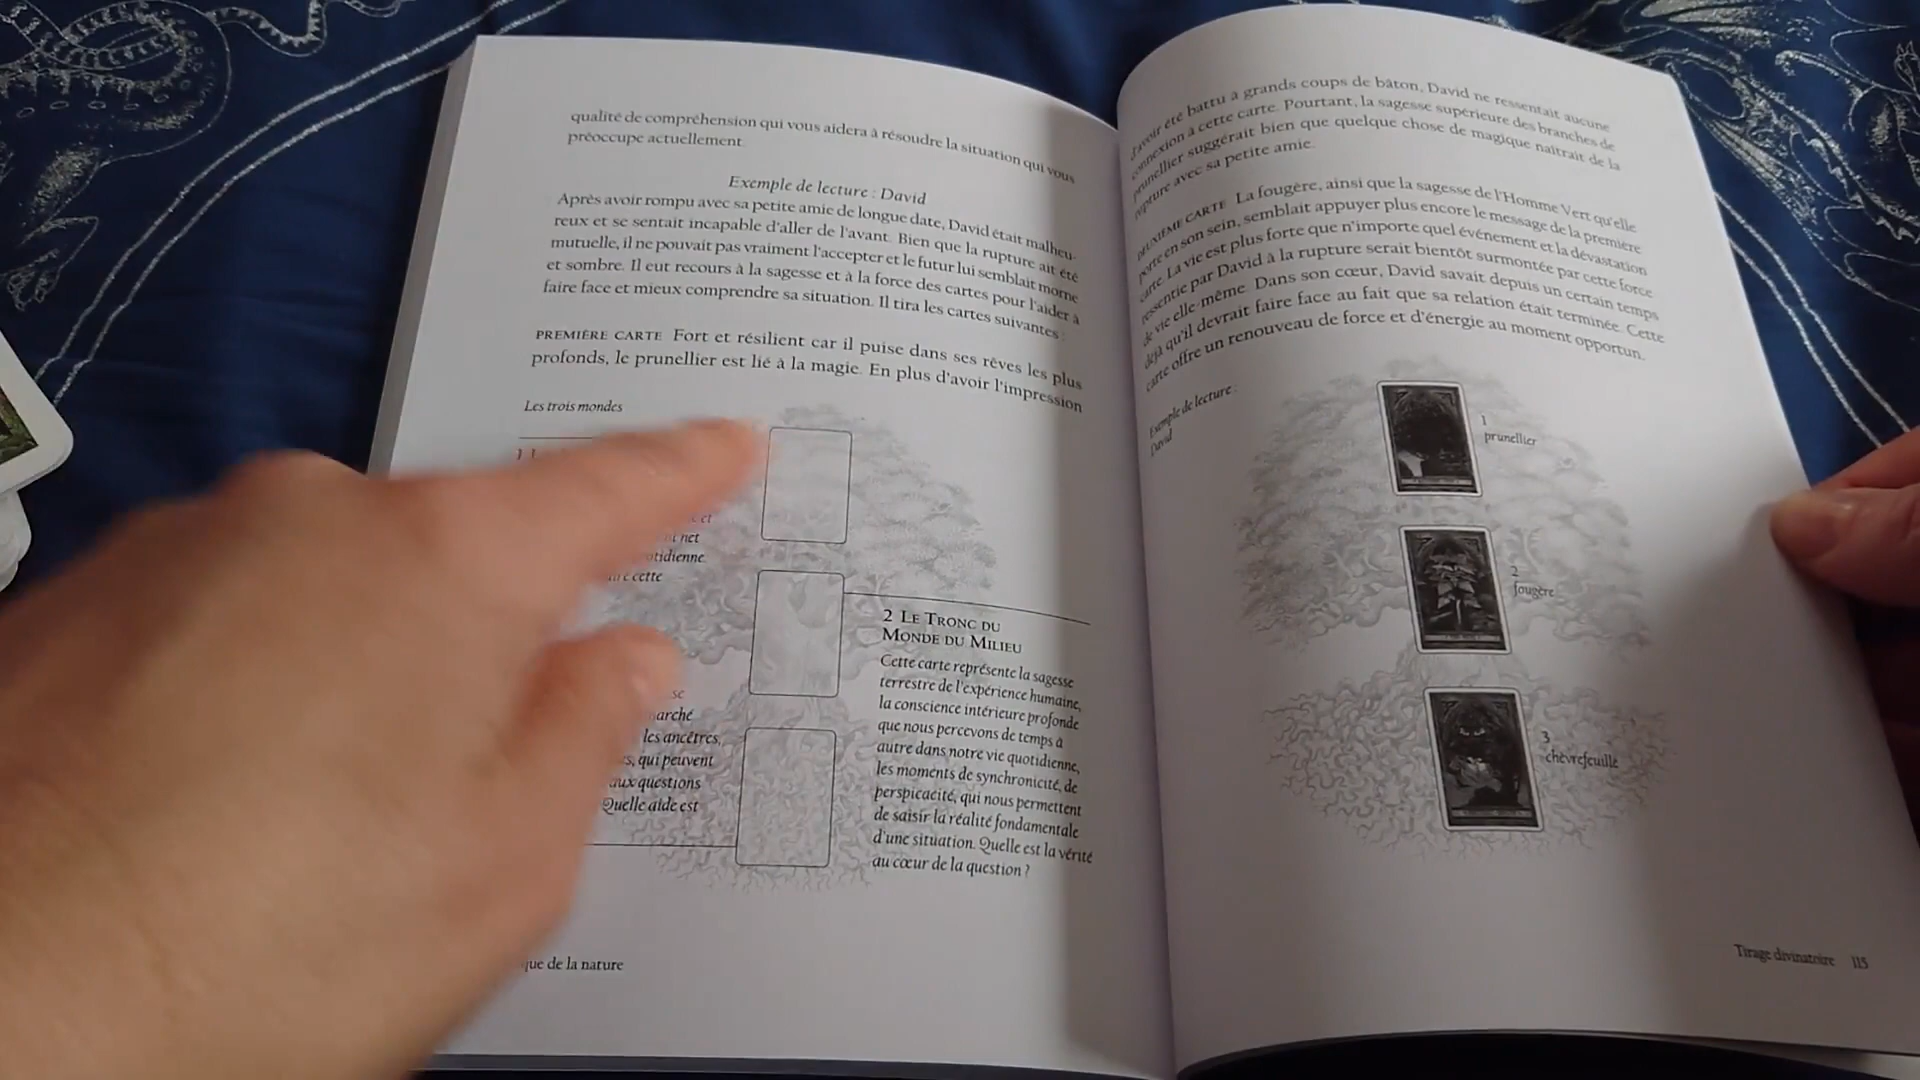 qualité de compréhension qui vous aidera à résoudre la situation qui vous
préoccupe actuellement.
Exemple de lecture : David
Après avoir rompu avec sa petite amie de longue date, David était malheu-
reux et se sentait incapable d'aller de l'avant. Bien que la rupture ait été
mutuelle, il ne pouvait pas vraiment l'accepter et le futur lui semblait morne
et sombre. Il eut recours à la sagesse et à la force des cartes pour l'aider à
faire face et mieux comprendre sa situation. Il tira les cartes suivantes :
PREMIÈRE CARTE Fort et résilient car il puise dans ses rêves les plus
profonds, le prunellier est lié à la magie. En plus d'avoir l'impression
Les trois mondes
1
et
net
otidienne.
cette
arché
les ancêtres,
qui peuvent
aux questions
Quelle aide est
2 LE TRONC DU
MONDE DU MILIEU
Cette carte représente la sagesse
terrestre de l'expérience humaine,
la conscience intérieure profonde
que nous percevons de temps à
autre dans notre vie quotidienne,
les moments de synchronicité, de
perspicacité, qui nous permettent
de saisir la réalité fondamentale
d'une situation. Quelle est la vérité
au cœur de la question ?
que de la nature
d'avoir été battu à grands coups de bâton, David ne ressentait aucune
connexion à cette carte. Pourtant, la sagesse supérieure des branches de
prunellier suggérait bien que quelque chose de magique naîtrait de la
rupture avec sa petite amie.
DEUXIÈME CARTE La fougère, ainsi que la sagesse de l'Homme Vert qu'elle
porte en son sein, semblait appuyer plus encore le message de la première
carte. La vie est plus forte que n'importe quel événement et la dévastation
ressentie par David à la rupture serait bientôt surmontée par cette force
de vie elle-même. Dans son cœur, David savait depuis un certain temps
déjà qu'il devrait faire face au fait que sa relation était terminée. Cette
carte offre un renouveau de force et d'énergie au moment opportun.
Exemple de lecture :
David
1
prunellier
2
fougère
3
chèvrefeuille
Tirage divinatoire 115